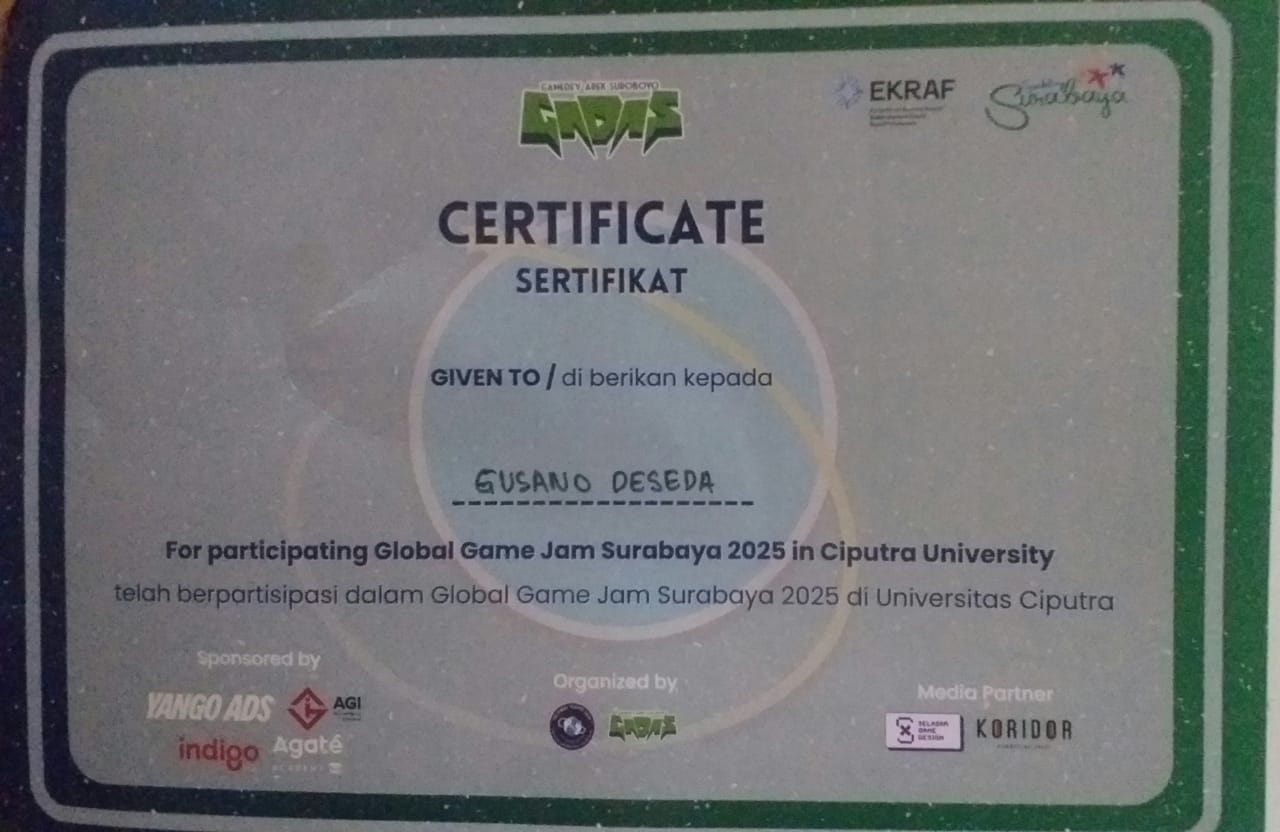 GAMEDEV AREK SUROBOYO
GADAS
EKRAF
Surabaya
CERTIFICATE
SERTIFIKAT
GIVEN TO / di berikan kepada
GUSANO DESEDA
For participating Global Game Jam Surabaya 2025 in Ciputra University
telah berpartisipasi dalam Global Game Jam Surabaya 2025 di Universitas Ciputra
Sponsored by
YANGO ADS
AGI
indigo
Agate
ACADEMY
Organized by
GADAS
Media Partner
SELASAR
GAME
DESIGN
KORIDOR